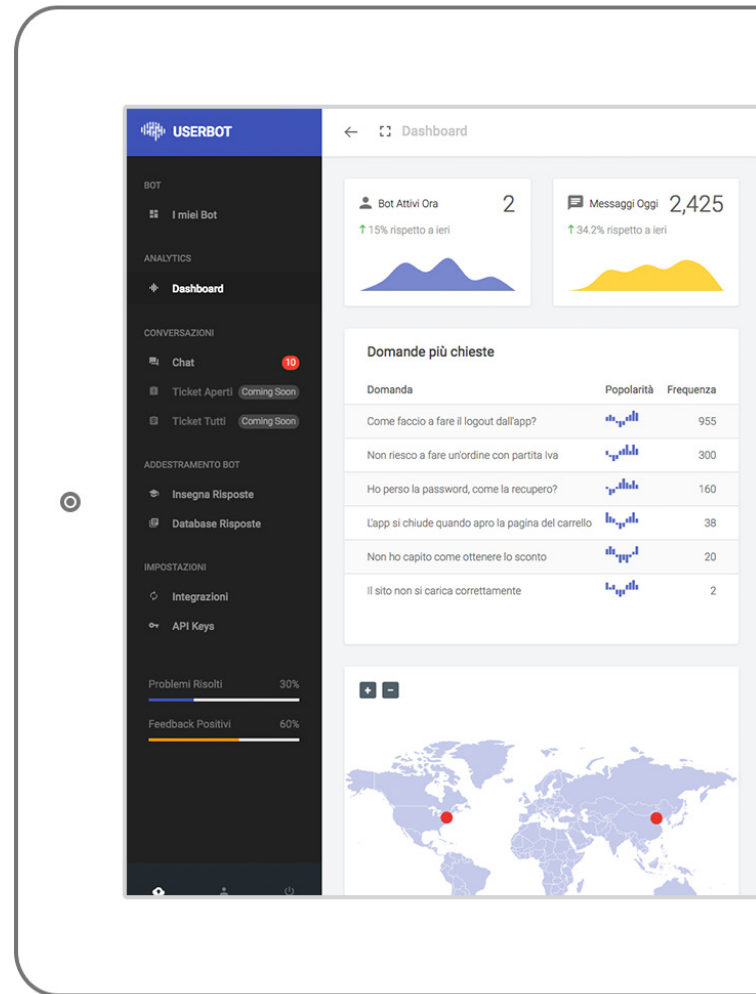 USERBOT
Dashboard
BOT
I miei Bot
ANALYTICS
Dashboard
CONVERSAZIONI
Chat 10
Ticket Aperti Coming Soon
Ticket Tutti Coming Soon
ADDESTRAMENTO BOT
Insegna Risposte
Database Risposte
IMPOSTAZIONI
Integrazioni
API Keys
Problemi Risolti 30%
Feedback Positivi 60%
Bot Attivi Ora 2
15% rispetto a ieri
Messaggi Oggi 2,425
34.2% rispetto a ieri
Domande più chieste
Domanda Popolarità Frequenza
Come faccio a fare il logout dall'app? 955
Non riesco a fare un'ordine con partita iva 300
Ho perso la password, come la recupero? 160
L'app si chiude quando apro la pagina del carrello 38
Non ho capito come ottenere lo sconto 20
Il sito non si carica correttamente 2